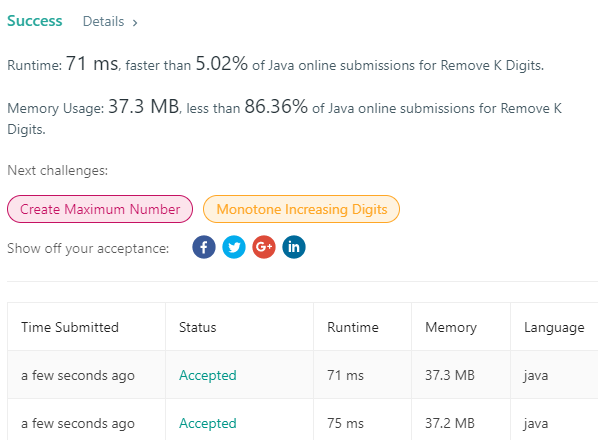 Success Details >
Runtime: 71 ms, faster than 5.02% of Java online submissions for Remove K Digits.
Memory Usage: 37.3 MB, less than 86.36% of Java online submissions for Remove K
Digits.
Next challenges:
Create Maximum Number Monotone Increasing Digits
Show off your acceptance: f G+ in
Time Submitted Status Runtime Memory Language
a few seconds ago Accepted 71 ms 37.3 MB java
a few seconds ago Accepted 75 ms 37.2 MB java